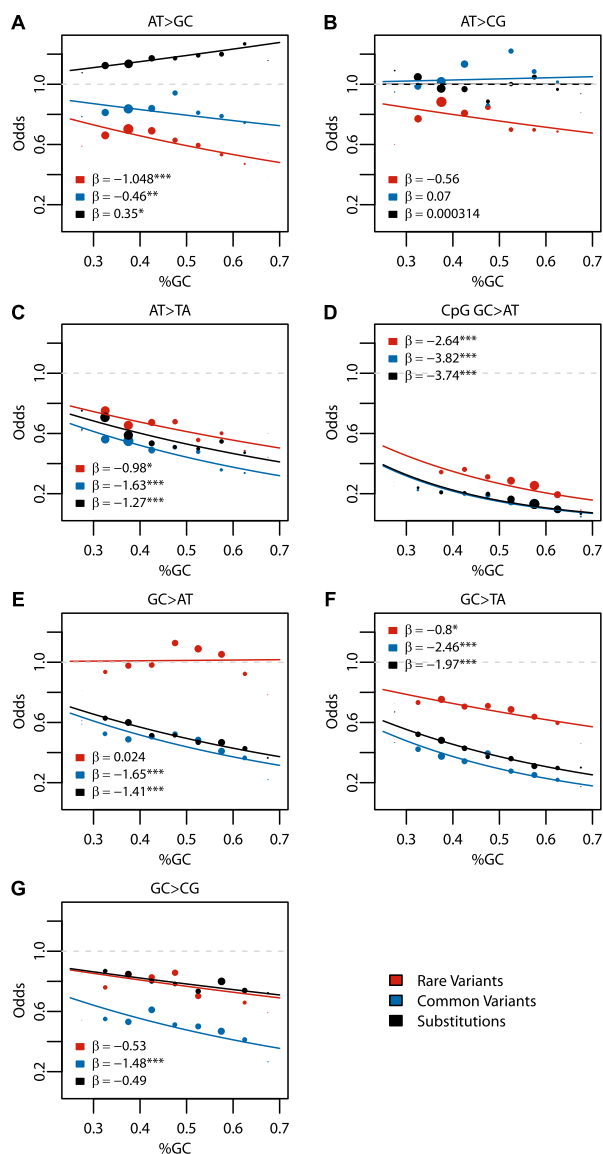 A
AT>GC
Odds
1.0
0.6
0.2
β = −1.048***
β = −0.46**
β = 0.35*
0.3 0.4 0.5 0.6 0.7
%GC
B
AT>CG
Odds
1.0
0.6
0.2
β = −0.56
β = 0.07
β = 0.000314
0.3 0.4 0.5 0.6 0.7
%GC
C
AT>TA
Odds
1.0
0.6
0.2
β = −0.98*
β = −1.63***
β = −1.27***
0.3 0.4 0.5 0.6 0.7
%GC
D
CpG GC>AT
β = −2.64***
β = −3.82***
β = −3.74***
Odds
1.0
0.6
0.2
0.3 0.4 0.5 0.6 0.7
%GC
E
GC>AT
Odds
1.0
0.6
0.2
β = 0.024
β = −1.65***
β = −1.41***
0.3 0.4 0.5 0.6 0.7
%GC
F
GC>TA
β = −0.8*
β = −2.46***
β = −1.97***
Odds
1.0
0.6
0.2
0.3 0.4 0.5 0.6 0.7
%GC
G
GC>CG
Odds
1.0
0.6
0.2
β = −0.53
β = −1.48***
β = −0.49
0.3 0.4 0.5 0.6 0.7
%GC
Rare Variants
Common Variants
Substitutions